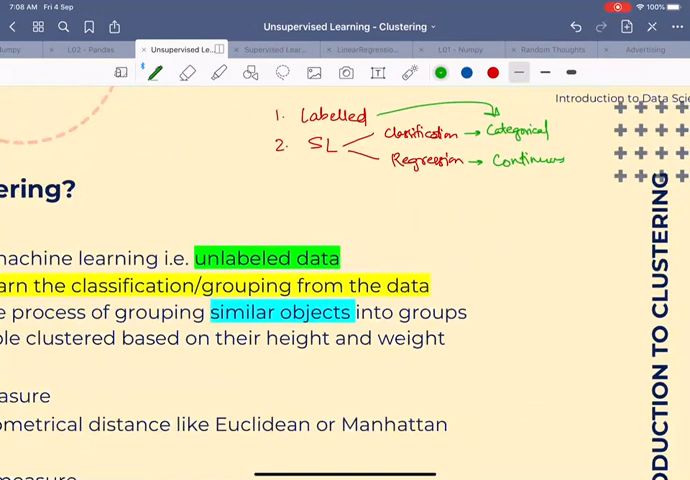 7:08 AM Fri 4 Sep
100%
Unsupervised Learning - Clustering
umpy
L02 - Pandas
Unsupervised Le...
Supervised Lear...
LinearRegressio...
L01 - Numpy
Random Thoughts
Advertising
Introduction to Data Scie
1. Labelled
Classification → Categorical
2. SL
Regression → Continuous
ering?
machine learning i.e. unlabeled data
arn the classification/grouping from the data
e process of grouping similar objects into groups
ple clustered based on their height and weight
asure
ometrical distance like Euclidean or Manhattan
measure
ODUCTION TO CLUSTERING